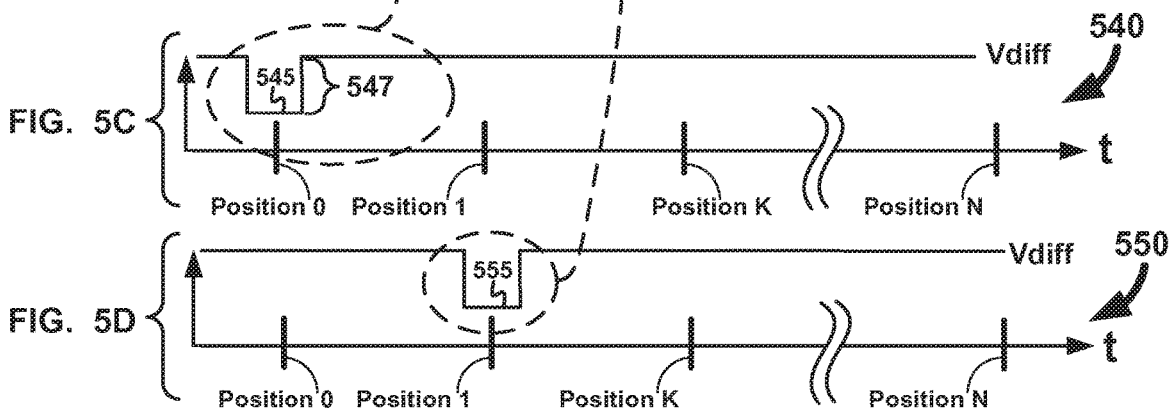 540
Vdiff
545
547
FIG. 5C
t
Position 0 Position 1 Position K Position N
550
Vdiff
555
FIG. 5D
t
Position 0 Position 1 Position K Position N